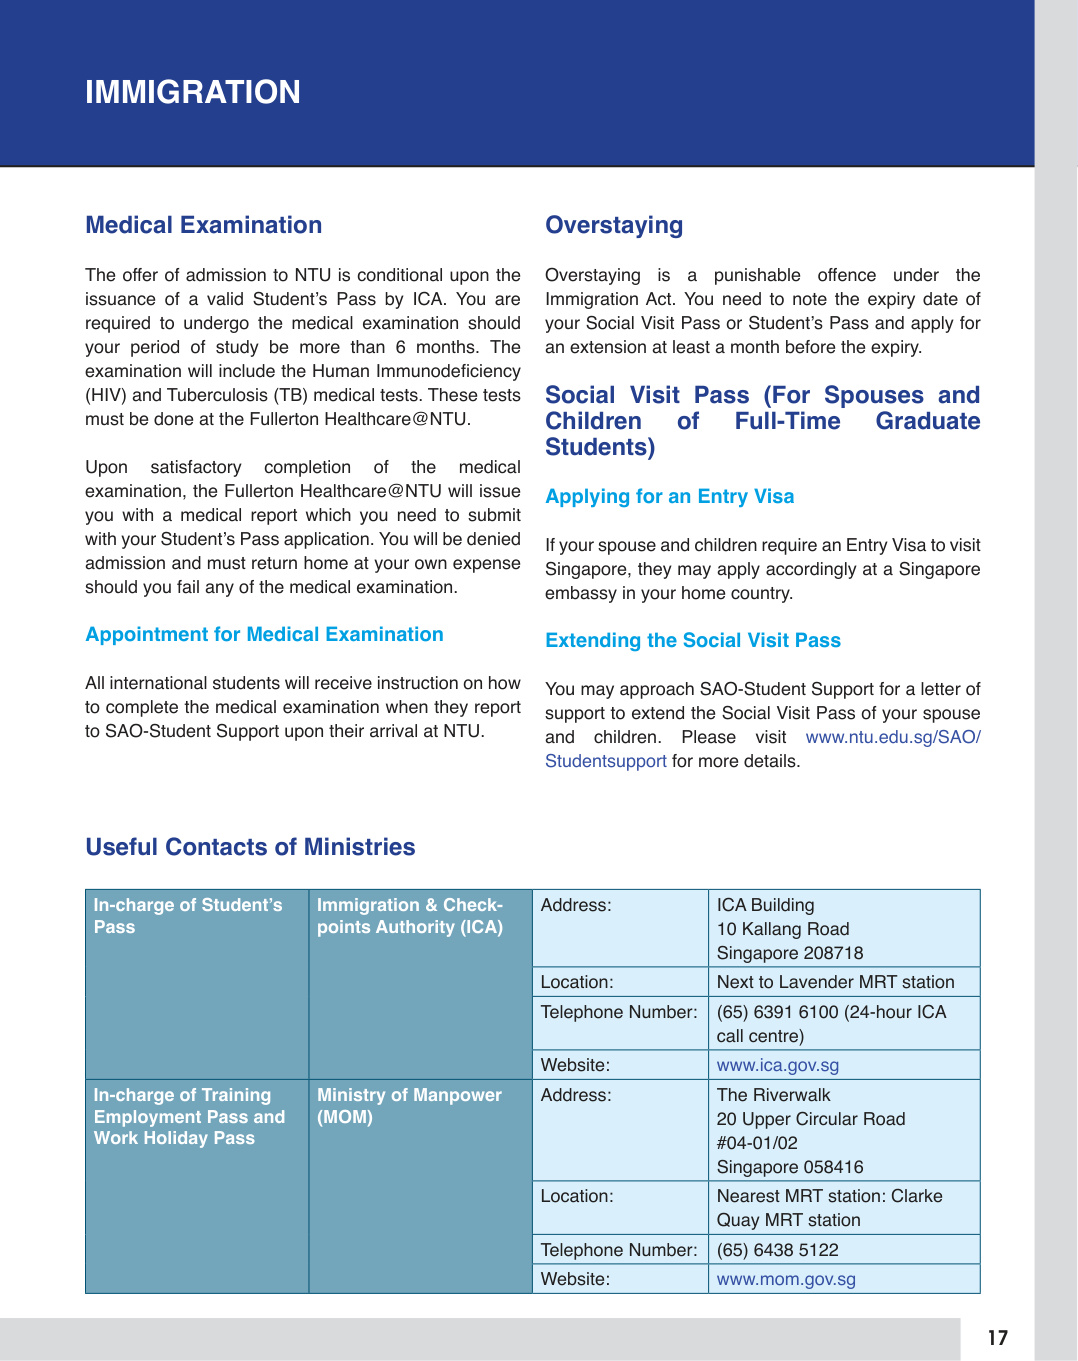 IMMIGRATION
Medical Examination
The offer of admission to NTU is conditional upon the
issuance of a valid Student’s Pass by ICA. You are
required to undergo the medical examination should
your period of study be more than 6 months. The
examination will include the Human Immunodeficiency
(HIV) and Tuberculosis (TB) medical tests. These tests
must be done at the Fullerton Healthcare@NTU.
Upon satisfactory completion of the medical
examination, the Fullerton Healthcare@NTU will issue
you with a medical report which you need to submit
with your Student’s Pass application. You will be denied
admission and must return home at your own expense
should you fail any of the medical examination.
Appointment for Medical Examination
All international students will receive instruction on how
to complete the medical examination when they report
to SAO-Student Support upon their arrival at NTU.
Overstaying
Overstaying is a punishable offence under the
Immigration Act. You need to note the expiry date of
your Social Visit Pass or Student’s Pass and apply for
an extension at least a month before the expiry.
Social Visit Pass (For Spouses and
Children of Full-Time Graduate
Students)
Applying for an Entry Visa
If your spouse and children require an Entry Visa to visit
Singapore, they may apply accordingly at a Singapore
embassy in your home country.
Extending the Social Visit Pass
You may approach SAO-Student Support for a letter of
support to extend the Social Visit Pass of your spouse
and children. Please visit www.ntu.edu.sg/SAO/
Studentsupport for more details.
Useful Contacts of Ministries
In-charge of Student’s
Pass
Immigration & Check-
points Authority (ICA)
Address:
ICA Building
10 Kallang Road
Singapore 208718
Location:
Next to Lavender MRT station
Telephone Number:
(65) 6391 6100 (24-hour ICA
call centre)
Website:
www.ica.gov.sg
In-charge of Training
Employment Pass and
Work Holiday Pass
Ministry of Manpower
(MOM)
Address:
The Riverwalk
20 Upper Circular Road
#04-01/02
Singapore 058416
Location:
Nearest MRT station: Clarke
Quay MRT station
Telephone Number:
(65) 6438 5122
Website:
www.mom.gov.sg
17